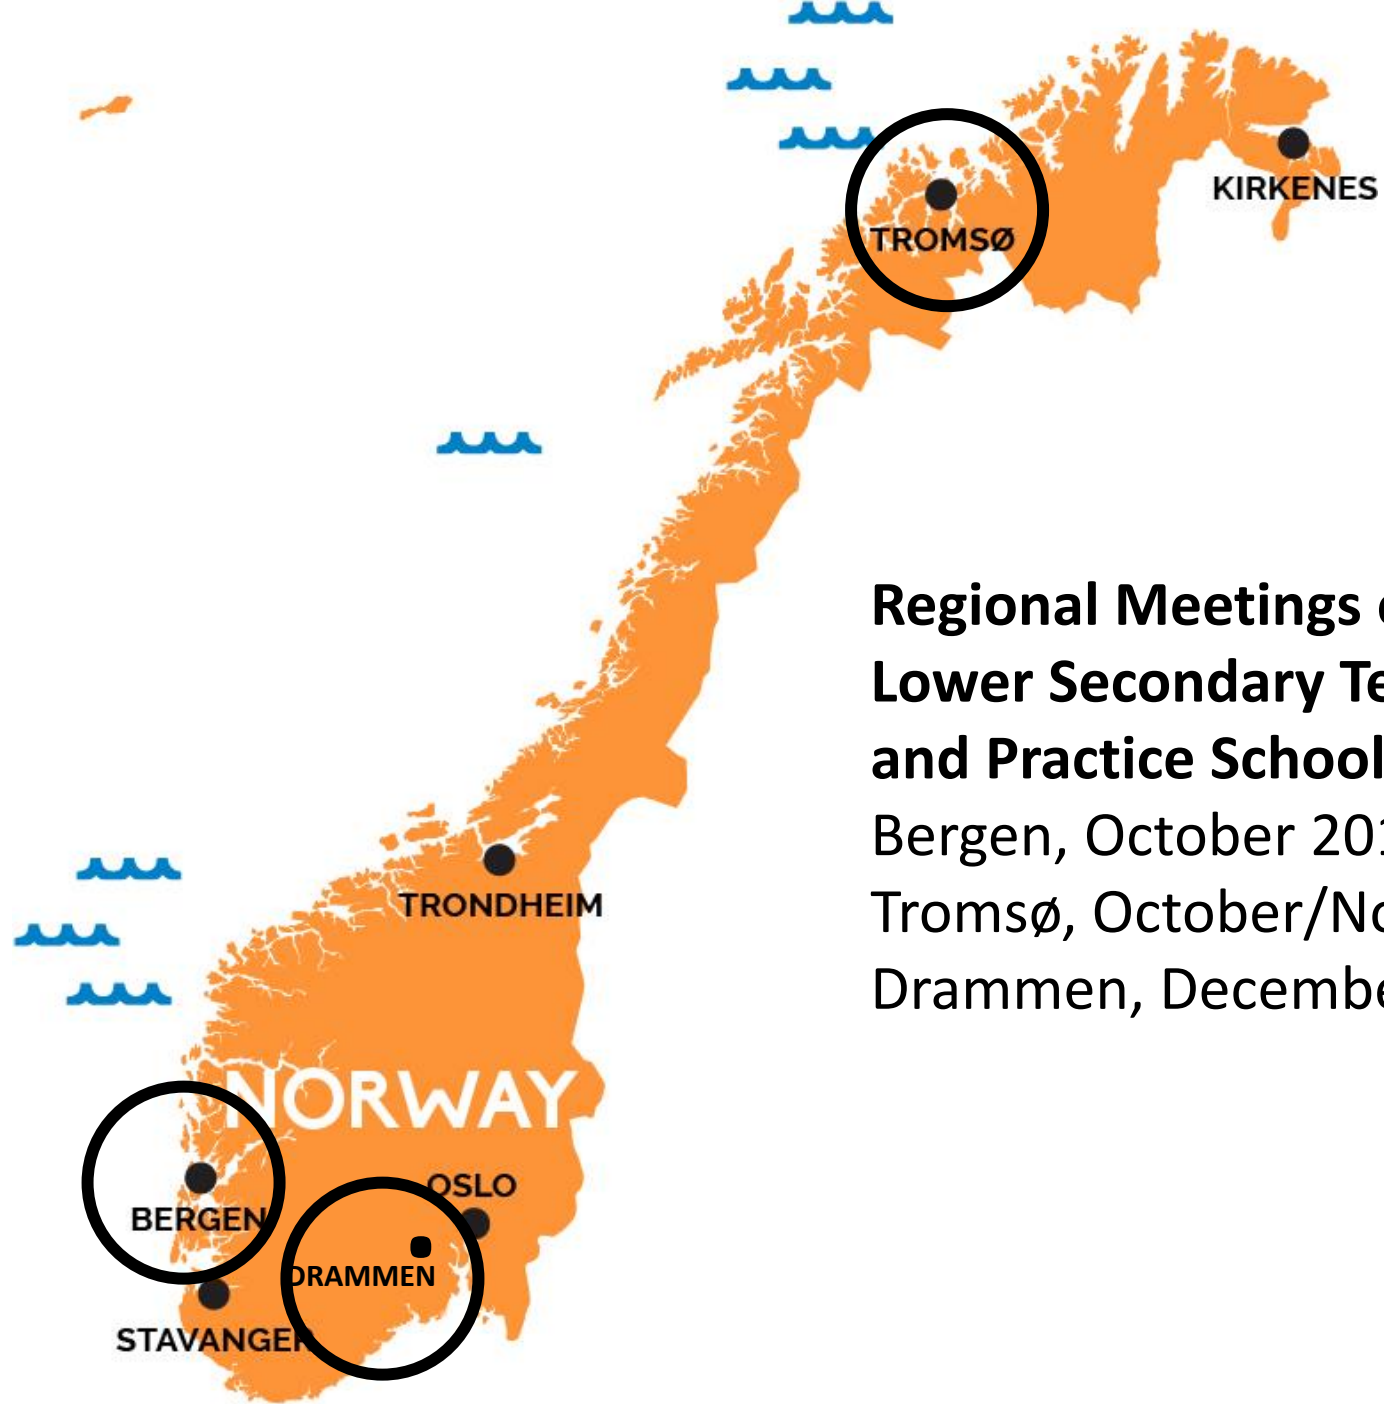 KIRKENES
TROMSØ
Regional Meetings
Lower Secondary
and Practice School
Bergen, October
Tromsø, October/
Drammen,
TRONDHEIM
NORWAY
OSLO
BERGEN
DRAMMEN
STAVANGER